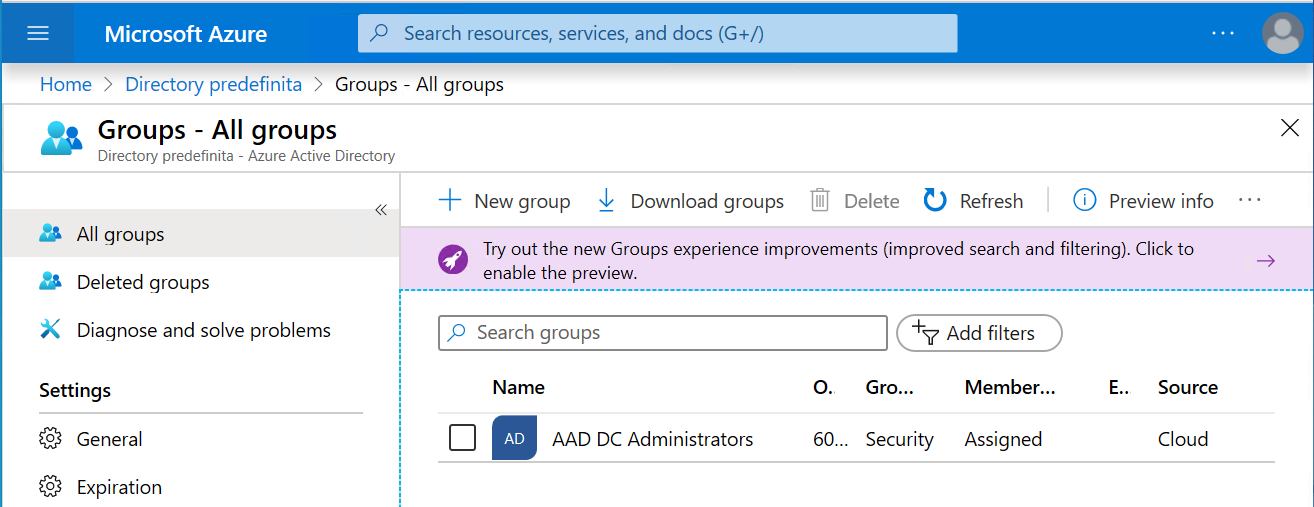 Microsoft Azure
Search resources, services, and docs (G+/)
Home > Directory predefinita > Groups - All groups
Groups - All groups
Directory predefinita - Azure Active Directory
New group Download groups Delete Refresh Preview info
All groups
Deleted groups
Diagnose and solve problems
Settings
General
Expiration
Try out the new Groups experience improvements (improved search and filtering). Click to
enable the preview.
Search groups Add filters
Name O.. Gro... Member... E.. Source
AD AAD DC Administrators 60... Security Assigned Cloud